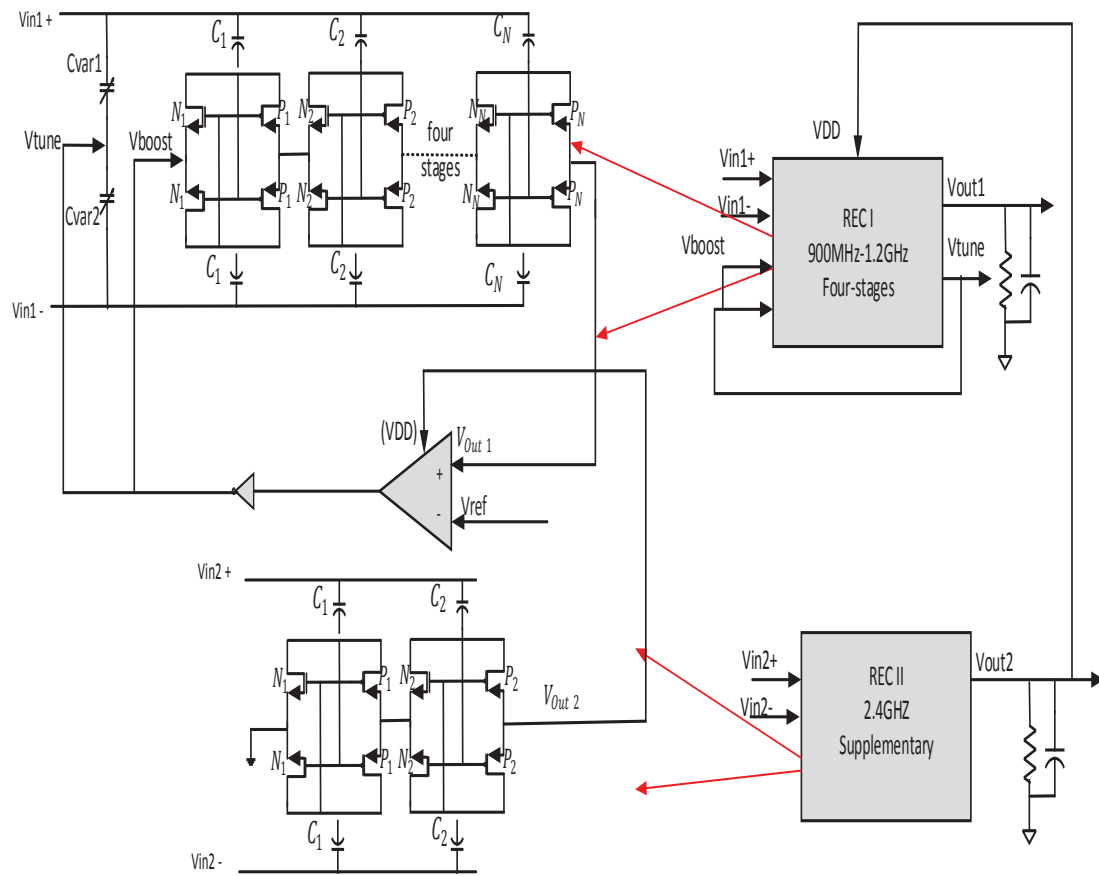 Vin1 +
C1
C2
CN
Cvar1
N1
P1
N2
P2
NN
PN
Vtune
Vboost
four
stages
Cvar2
N1
P1
N2
P2
NN
PN
C1
C2
CN
Vin1 -
VDD
Vin1+
Vin1-
Vboost
REC I
900MHz-1.2GHz
Four-stages
Vout1
Vtune
(VDD)
VOut 1
+
-
Vref
Vin2 +
C1
C2
N1
P1
N2
P2
VOut 2
N1
P1
N2
P2
C1
C2
Vin2 -
Vin2+
Vin2-
REC II
2.4GHZ
Supplementary
Vout2